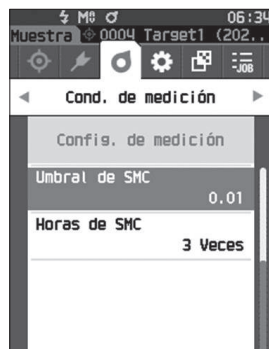 M 06:34
Muestra 0004 Target1 (202..
-JOB
Cond. de medición
Config. de medición
Umbral de SMC
0.01
Horas de SMC
3 Veces